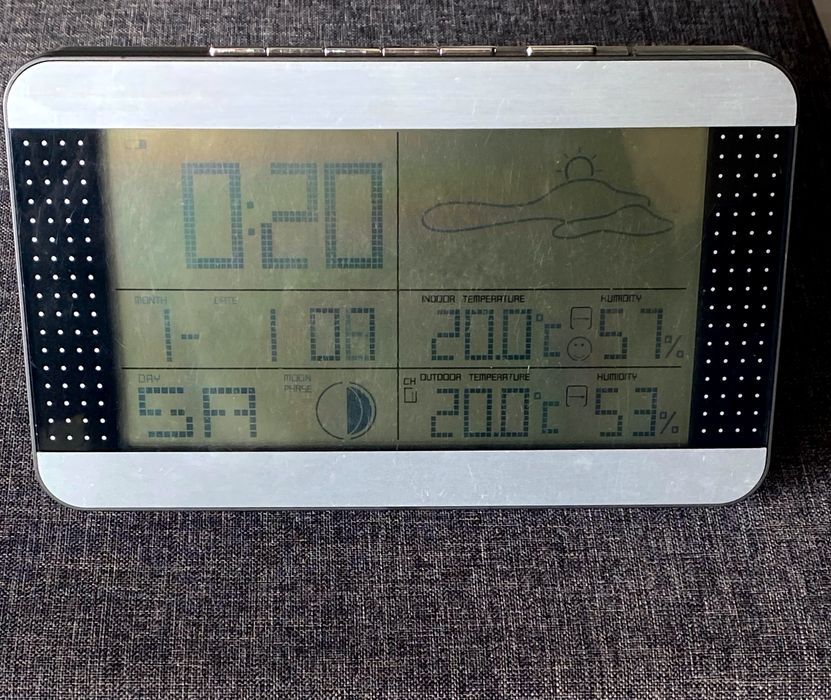 0:20
MONTH DATE
1- 1 08
DAY MOON PHASE
SA
INDOOR TEMPERATURE HUMIDITY
20.0°C 57%
CH OUTDOOR TEMPERATURE HUMIDITY
20.0°C 53%